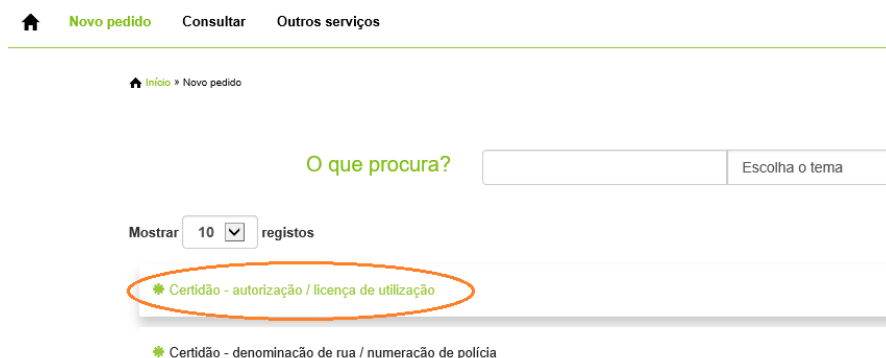 Novo pedido Consultar Outros serviços
Início » Novo pedido
O que procura? Escolha o tema
Mostrar 10 registos
Certidão - autorização / licença de utilização
Certidão - denominação de rua / numeração de polícia